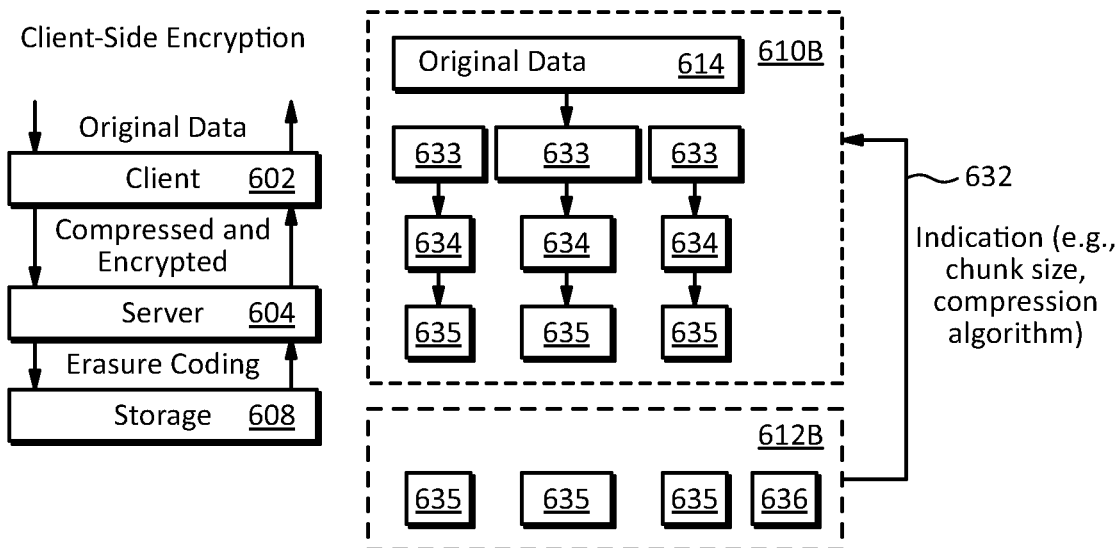 Client-Side Encryption
Original Data
Client 602
Compressed and
Encrypted
Server 604
Erasure Coding
Storage 608
610B
Original Data 614
633 633 633
634 634 634
635 635 635
612B
635 635 635 636
632
Indication (e.g.,
chunk size,
compression
algorithm)